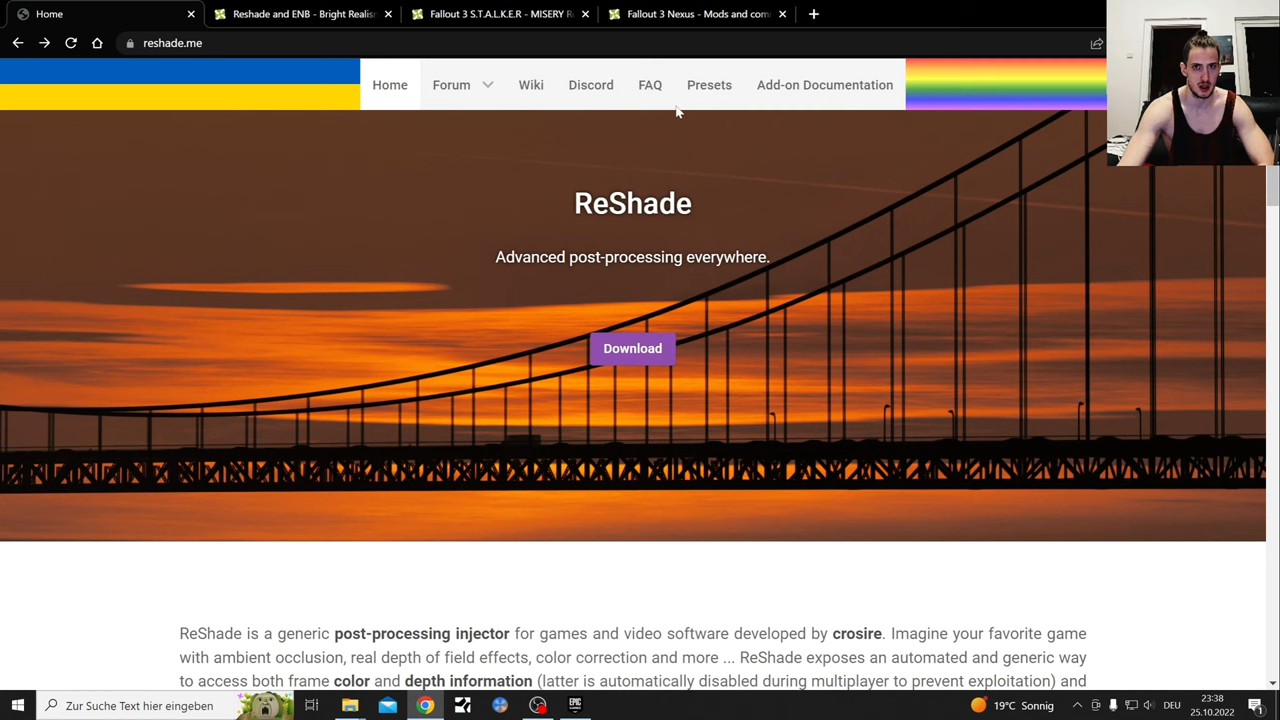 Home
Reshade and ENB - Bright Realis
Fallout 3 S.T.A.L.K.E.R - MISERY R
Fallout 3 Nexus - Mods and com
reshade.me
Home
Forum
Wiki
Discord
FAQ
Presets
Add-on Documentation
ReShade
Advanced post-processing everywhere.
Download
ReShade is a generic post-processing injector for games and video software developed by crosire. Imagine your favorite game
with ambient occlusion, real depth of field effects, color correction and more ... ReShade exposes an automated and generic way
to access both frame color and depth information (latter is automatically disabled during multiplayer to prevent exploitation) and
Zur Suche Text hier eingeben
EPIC GAMES
19°C Sonnig
DEU
23:38
25.10.2022
1